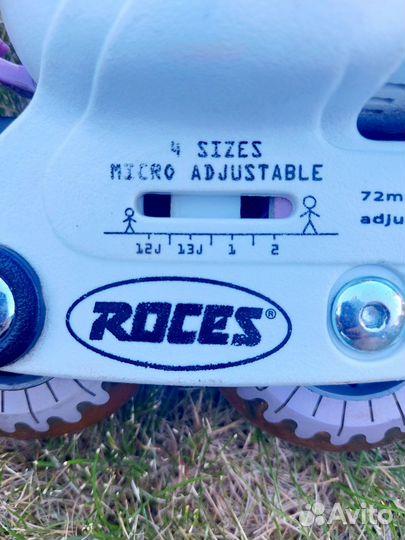 4 SIZES
MICRO ADJUSTABLE
72m
adju
12J 13J 1 2
ROCES®
Avito